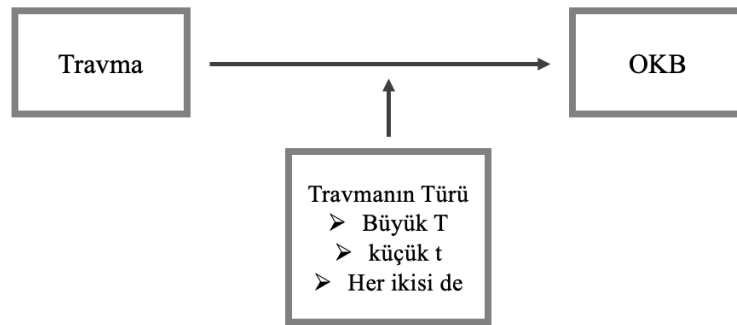 Travma
OKB
Travmanın Türü
➢ Büyük T
➢ küçük t
➢ Her ikisi de